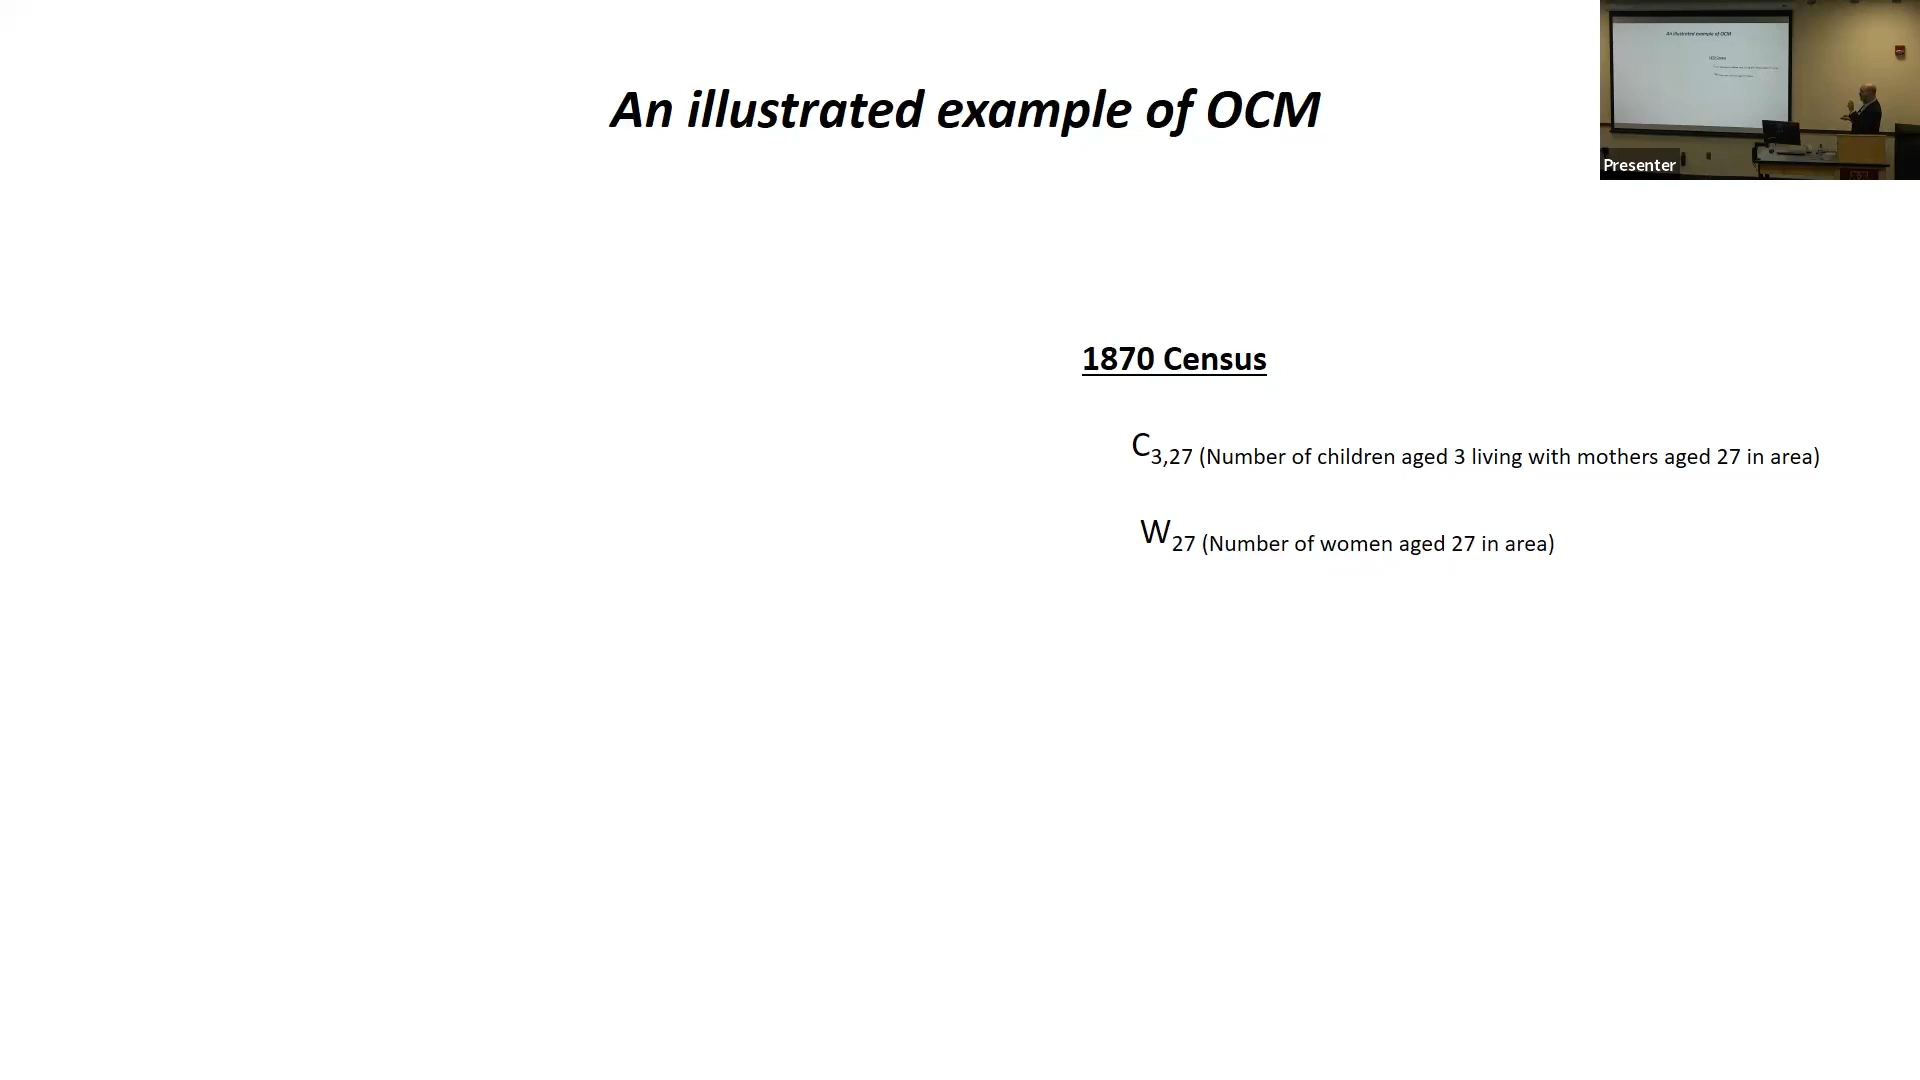 An illustrated example of OCM
Presenter
1870 Census
C3,27 (Number of children aged 3 living with mothers aged 27 in area)
W27 (Number of women aged 27 in area)